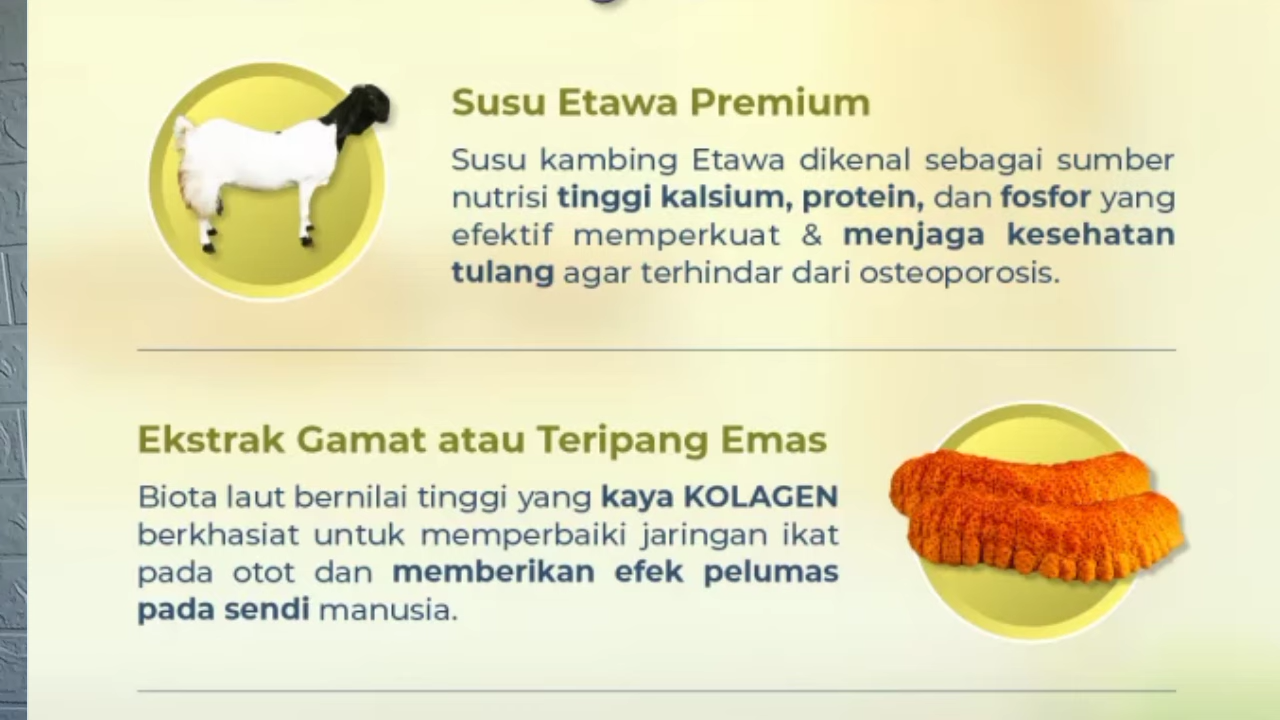 Susu Etawa Premium
Susu kambing Etawa dikenal sebagai sumber
nutrisi tinggi kalsium, protein, dan fosfor yang
efektif memperkuat & menjaga kesehatan
tulang agar terhindar dari osteoporosis.
Ekstrak Gamat atau Teripang Emas
Biota laut bernilai tinggi yang kaya KOLAGEN
berkhasiat untuk memperbaiki jaringan ikat
pada otot dan memberikan efek pelumas
pada sendi manusia.